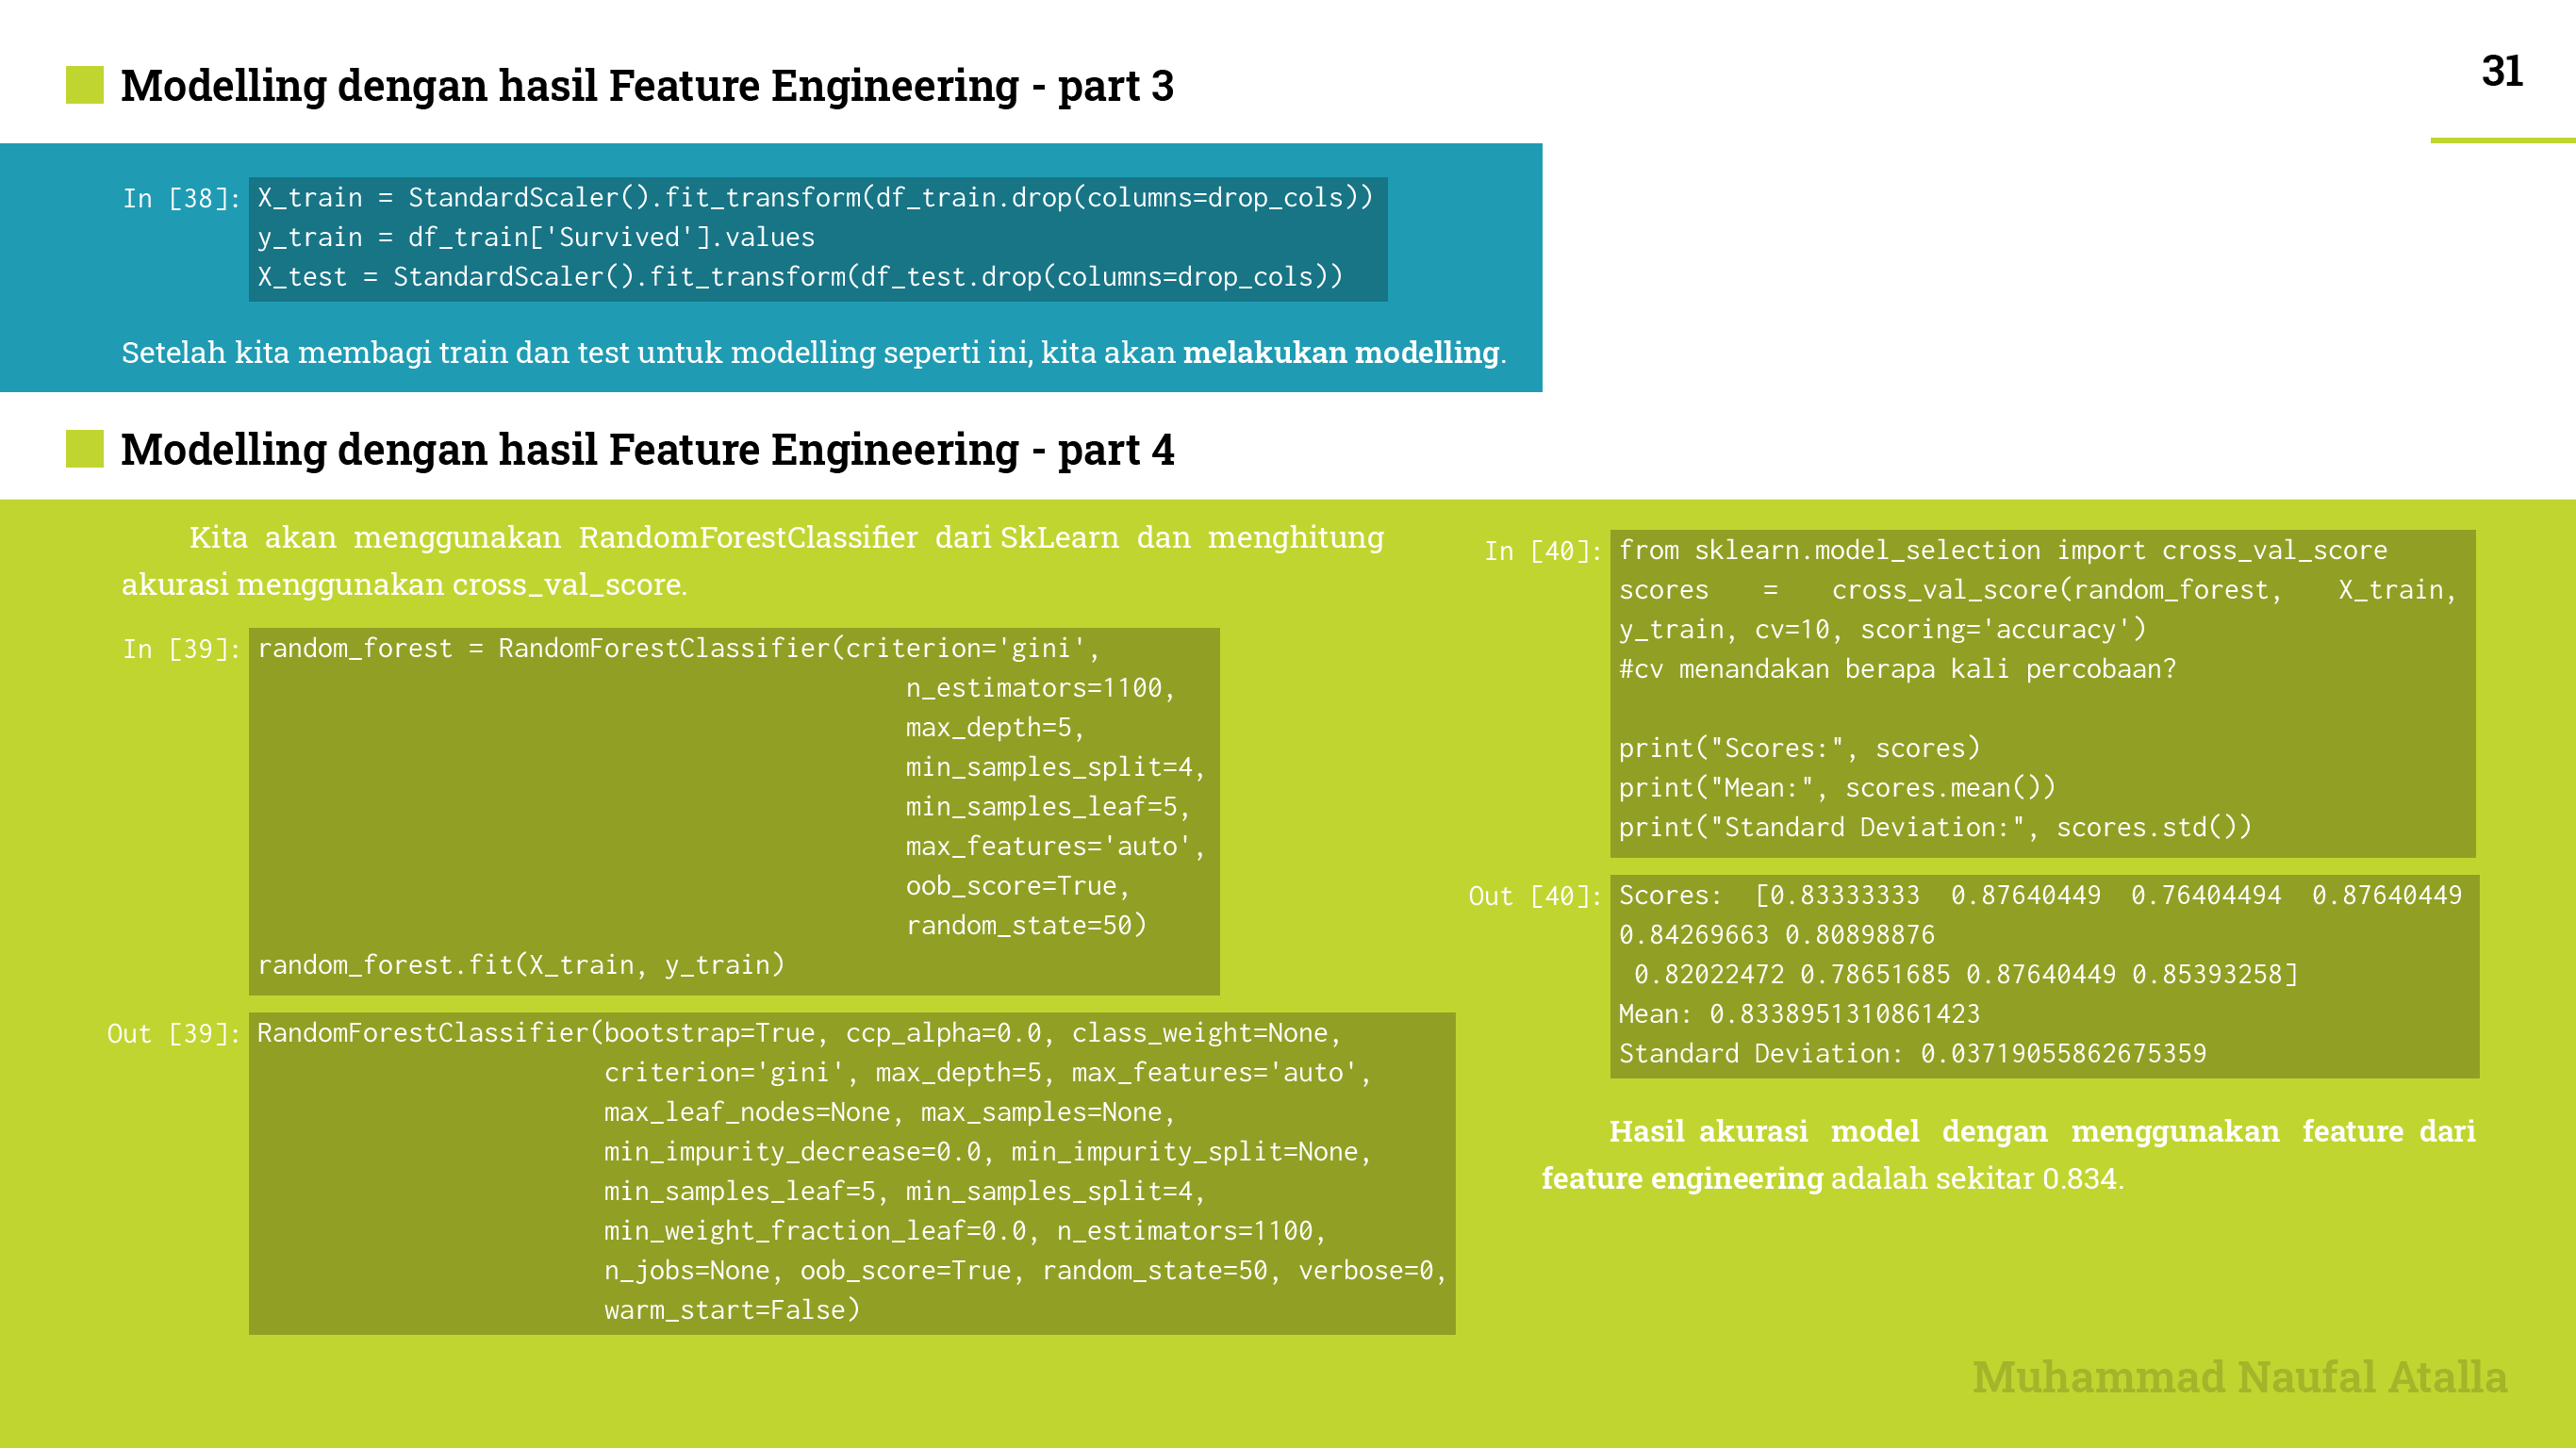 Modelling dengan hasil Feature Engineering - part 3
31
In [38]:
X_train = StandardScaler().fit_transform(df_train.drop(columns=drop_cols))
y_train = df_train['Survived'].values
X_test = StandardScaler().fit_transform(df_test.drop(columns=drop_cols))
Setelah kita membagi train dan test untuk modelling seperti ini, kita akan melakukan modelling.
Modelling dengan hasil Feature Engineering - part 4
Kita akan menggunakan RandomForestClassifier dari SkLearn dan menghitung
akurasi menggunakan cross_val_score.
In [39]:
random_forest = RandomForestClassifier(criterion='gini',
n_estimators=1100,
max_depth=5,
min_samples_split=4,
min_samples_leaf=5,
max_features='auto',
oob_score=True,
random_state=50)
random_forest.fit(X_train, y_train)
Out [39]:
RandomForestClassifier(bootstrap=True, ccp_alpha=0.0, class_weight=None,
criterion='gini', max_depth=5, max_features='auto',
max_leaf_nodes=None, max_samples=None,
min_impurity_decrease=0.0, min_impurity_split=None,
min_samples_leaf=5, min_samples_split=4,
min_weight_fraction_leaf=0.0, n_estimators=1100,
n_jobs=None, oob_score=True, random_state=50, verbose=0,
warm_start=False)
In [40]:
from sklearn.model_selection import cross_val_score
scores = cross_val_score(random_forest, X_train,
y_train, cv=10, scoring='accuracy')
#cv menandakan berapa kali percobaan?
print("Scores:", scores)
print("Mean:", scores.mean())
print("Standard Deviation:", scores.std())
Out [40]:
Scores: [0.83333333 0.87640449 0.76404494 0.87640449
0.84269663 0.80898876
0.82022472 0.78651685 0.87640449 0.85393258]
Mean: 0.8338951310861423
Standard Deviation: 0.03719055862675359
Hasil akurasi model dengan menggunakan feature dari
feature engineering adalah sekitar 0.834.
Muhammad Naufal Atalla